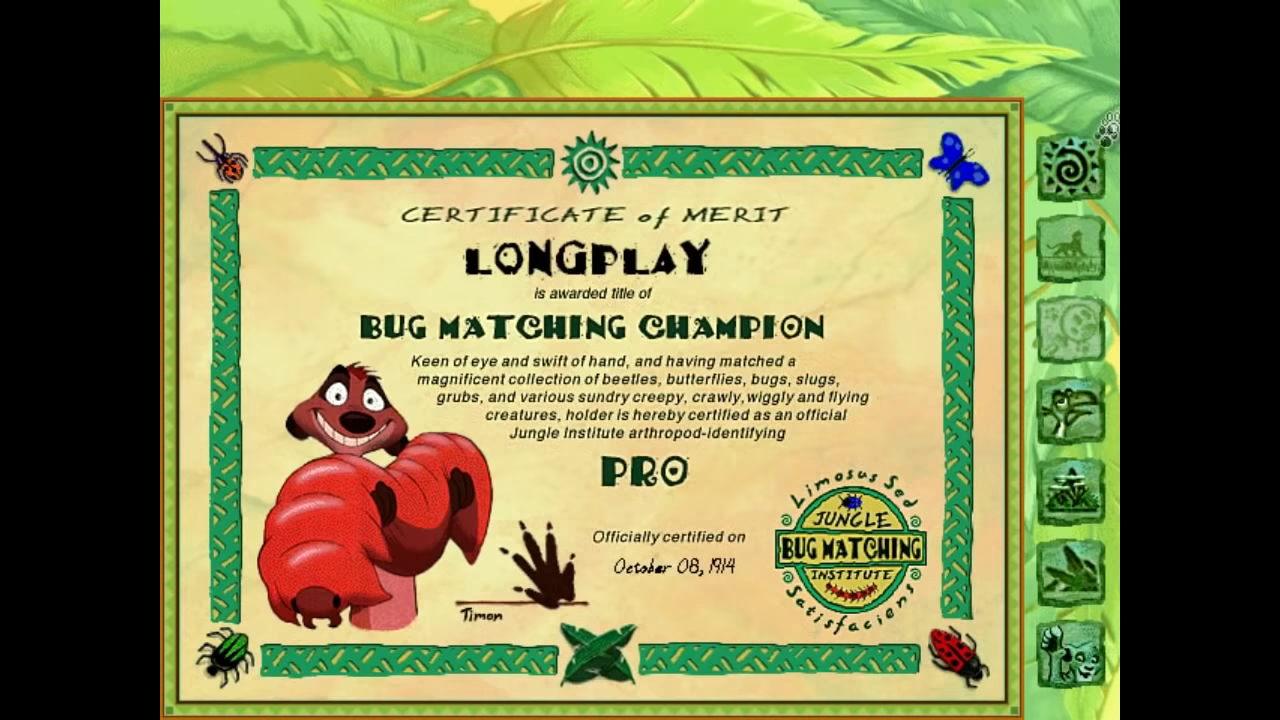 CERTIFICATE of MERIT
LONGPLAY
is awarded title of
BUG MATCHING CHAMPION
Keen of eye and swift of hand, and having matched a
magnificent collection of beetles, butterflies, bugs, slugs,
grubs, and various sundry creepy, crawly,wiggly and flying
creatures, holder is hereby certified as an official
Jungle Institute arthropod-identifying
PRO
Officially certified on
October 08, 1914
Timon
Limosus Sed
JUNGLE
BUG MATCHING
INSTITUTE
Satisfaciens